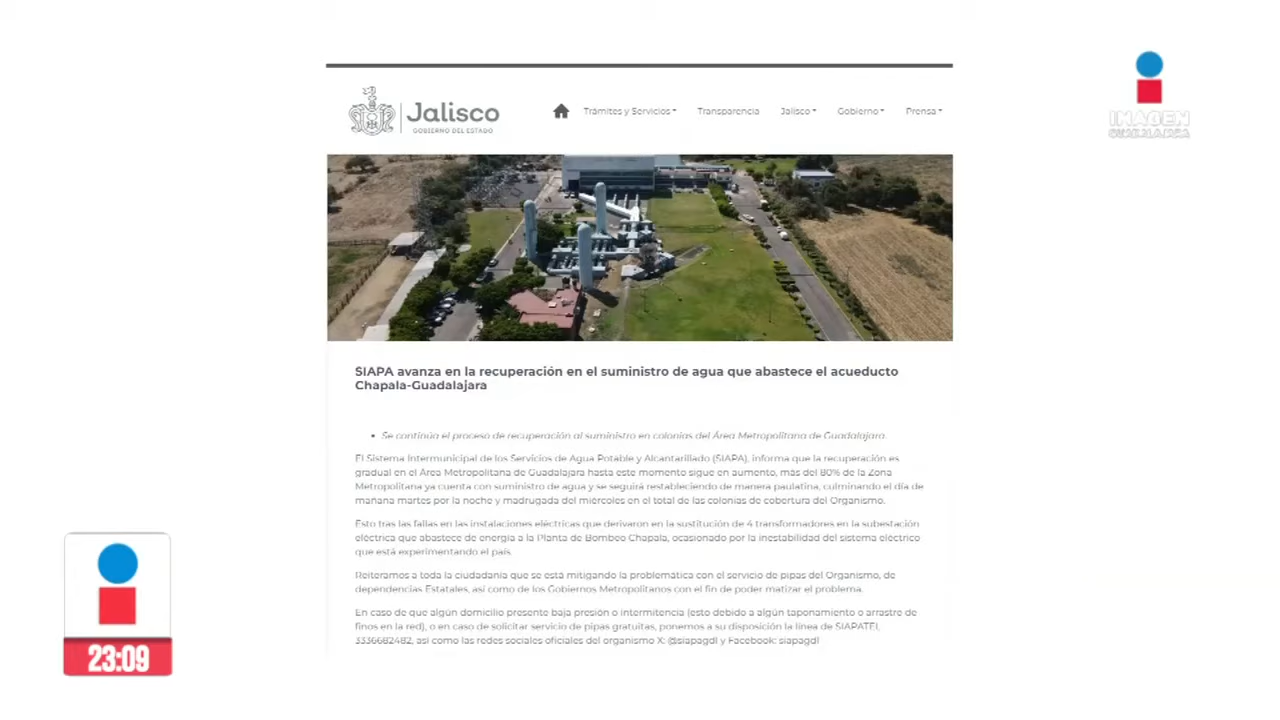 Jalisco
GOBIERNO DEL ESTADO
Trámites y Servicios
Transparencia
Jalisco
Gobierno
Prensa
IMAGEN
GUADALAJARA
SIAPA avanza en la recuperación en el suministro de agua que abastece el acueducto
Chapala-Guadalajara
• Se continúa el proceso de recuperación al suministro en colonias del Área Metropolitana de Guadalajara.
El Sistema Intermunicipal de los Servicios de Agua Potable y Alcantarillado (SIAPA), informa que la recuperación es
gradual en el Área Metropolitana de Guadalajara hasta este momento sigue en aumento, más del 80% de la Zona
Metropolitana ya cuenta con suministro de agua y se seguirá restableciendo de manera paulatina, culminando el día de
mañana martes por la noche y madrugada del miércoles en el total de las colonias de cobertura del Organismo.
Esto tras las fallas en las instalaciones eléctricas que derivaron en la sustitución de 4 transformadores en la subestación
eléctrica que abastece de energía a la Planta de Bombeo Chapala, ocasionado por la inestabilidad del sistema eléctrico
que está experimentando el país.
Reiteramos a toda la ciudadanía que se está mitigando la problemática con el servicio de pipas del Organismo, de
dependencias Estatales, así como de los Gobiernos Metropolitanos con el fin de poder matizar el problema.
En caso de que algún domicilio presente baja presión o intermitencia (esto debido a algún taponamiento o arrastre de
finos en la red), o en caso de solicitar servicio de pipas gratuitas, ponemos a su disposición la línea de SIAPATEL
3336682482, así como las redes sociales oficiales del organismo X: @siapagdl y Facebook: siapagdl
23:09